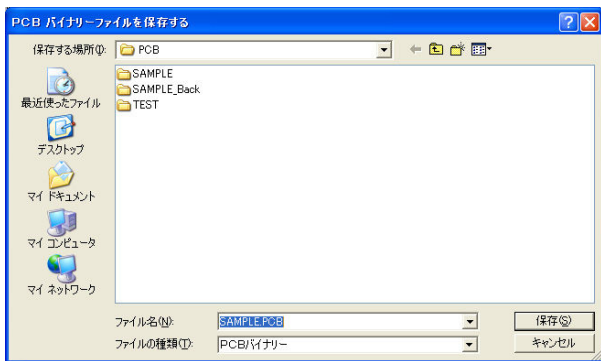 PCB バイナリーファイルを保存する
保存する場所(I):
PCB
SAMPLE
SAMPLE_Back
TEST
最近使ったファイル
デスクトップ
マイ ドキュメント
マイ コンピュータ
マイ ネットワーク
ファイル名(N):
SAMPLE.PCB
保存(S)
ファイルの種類(T):
PCBバイナリー
キャンセル